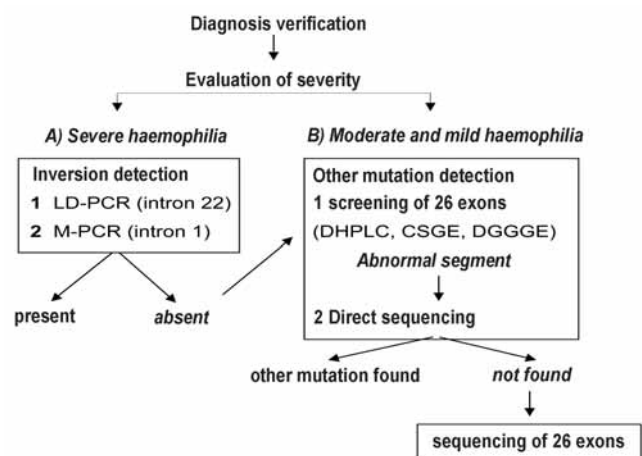 Diagnosis verification
Evaluation of severity
A) Severe haemophilia
Inversion detection
1 LD-PCR (intron 22)
2 M-PCR (intron 1)
present
absent
B) Moderate and mild haemophilia
Other mutation detection
1 screening of 26 exons
(DHPLC, CSGE, DGGGE)
Abnormal segment
2 Direct sequencing
other mutation found
not found
sequencing of 26 exons